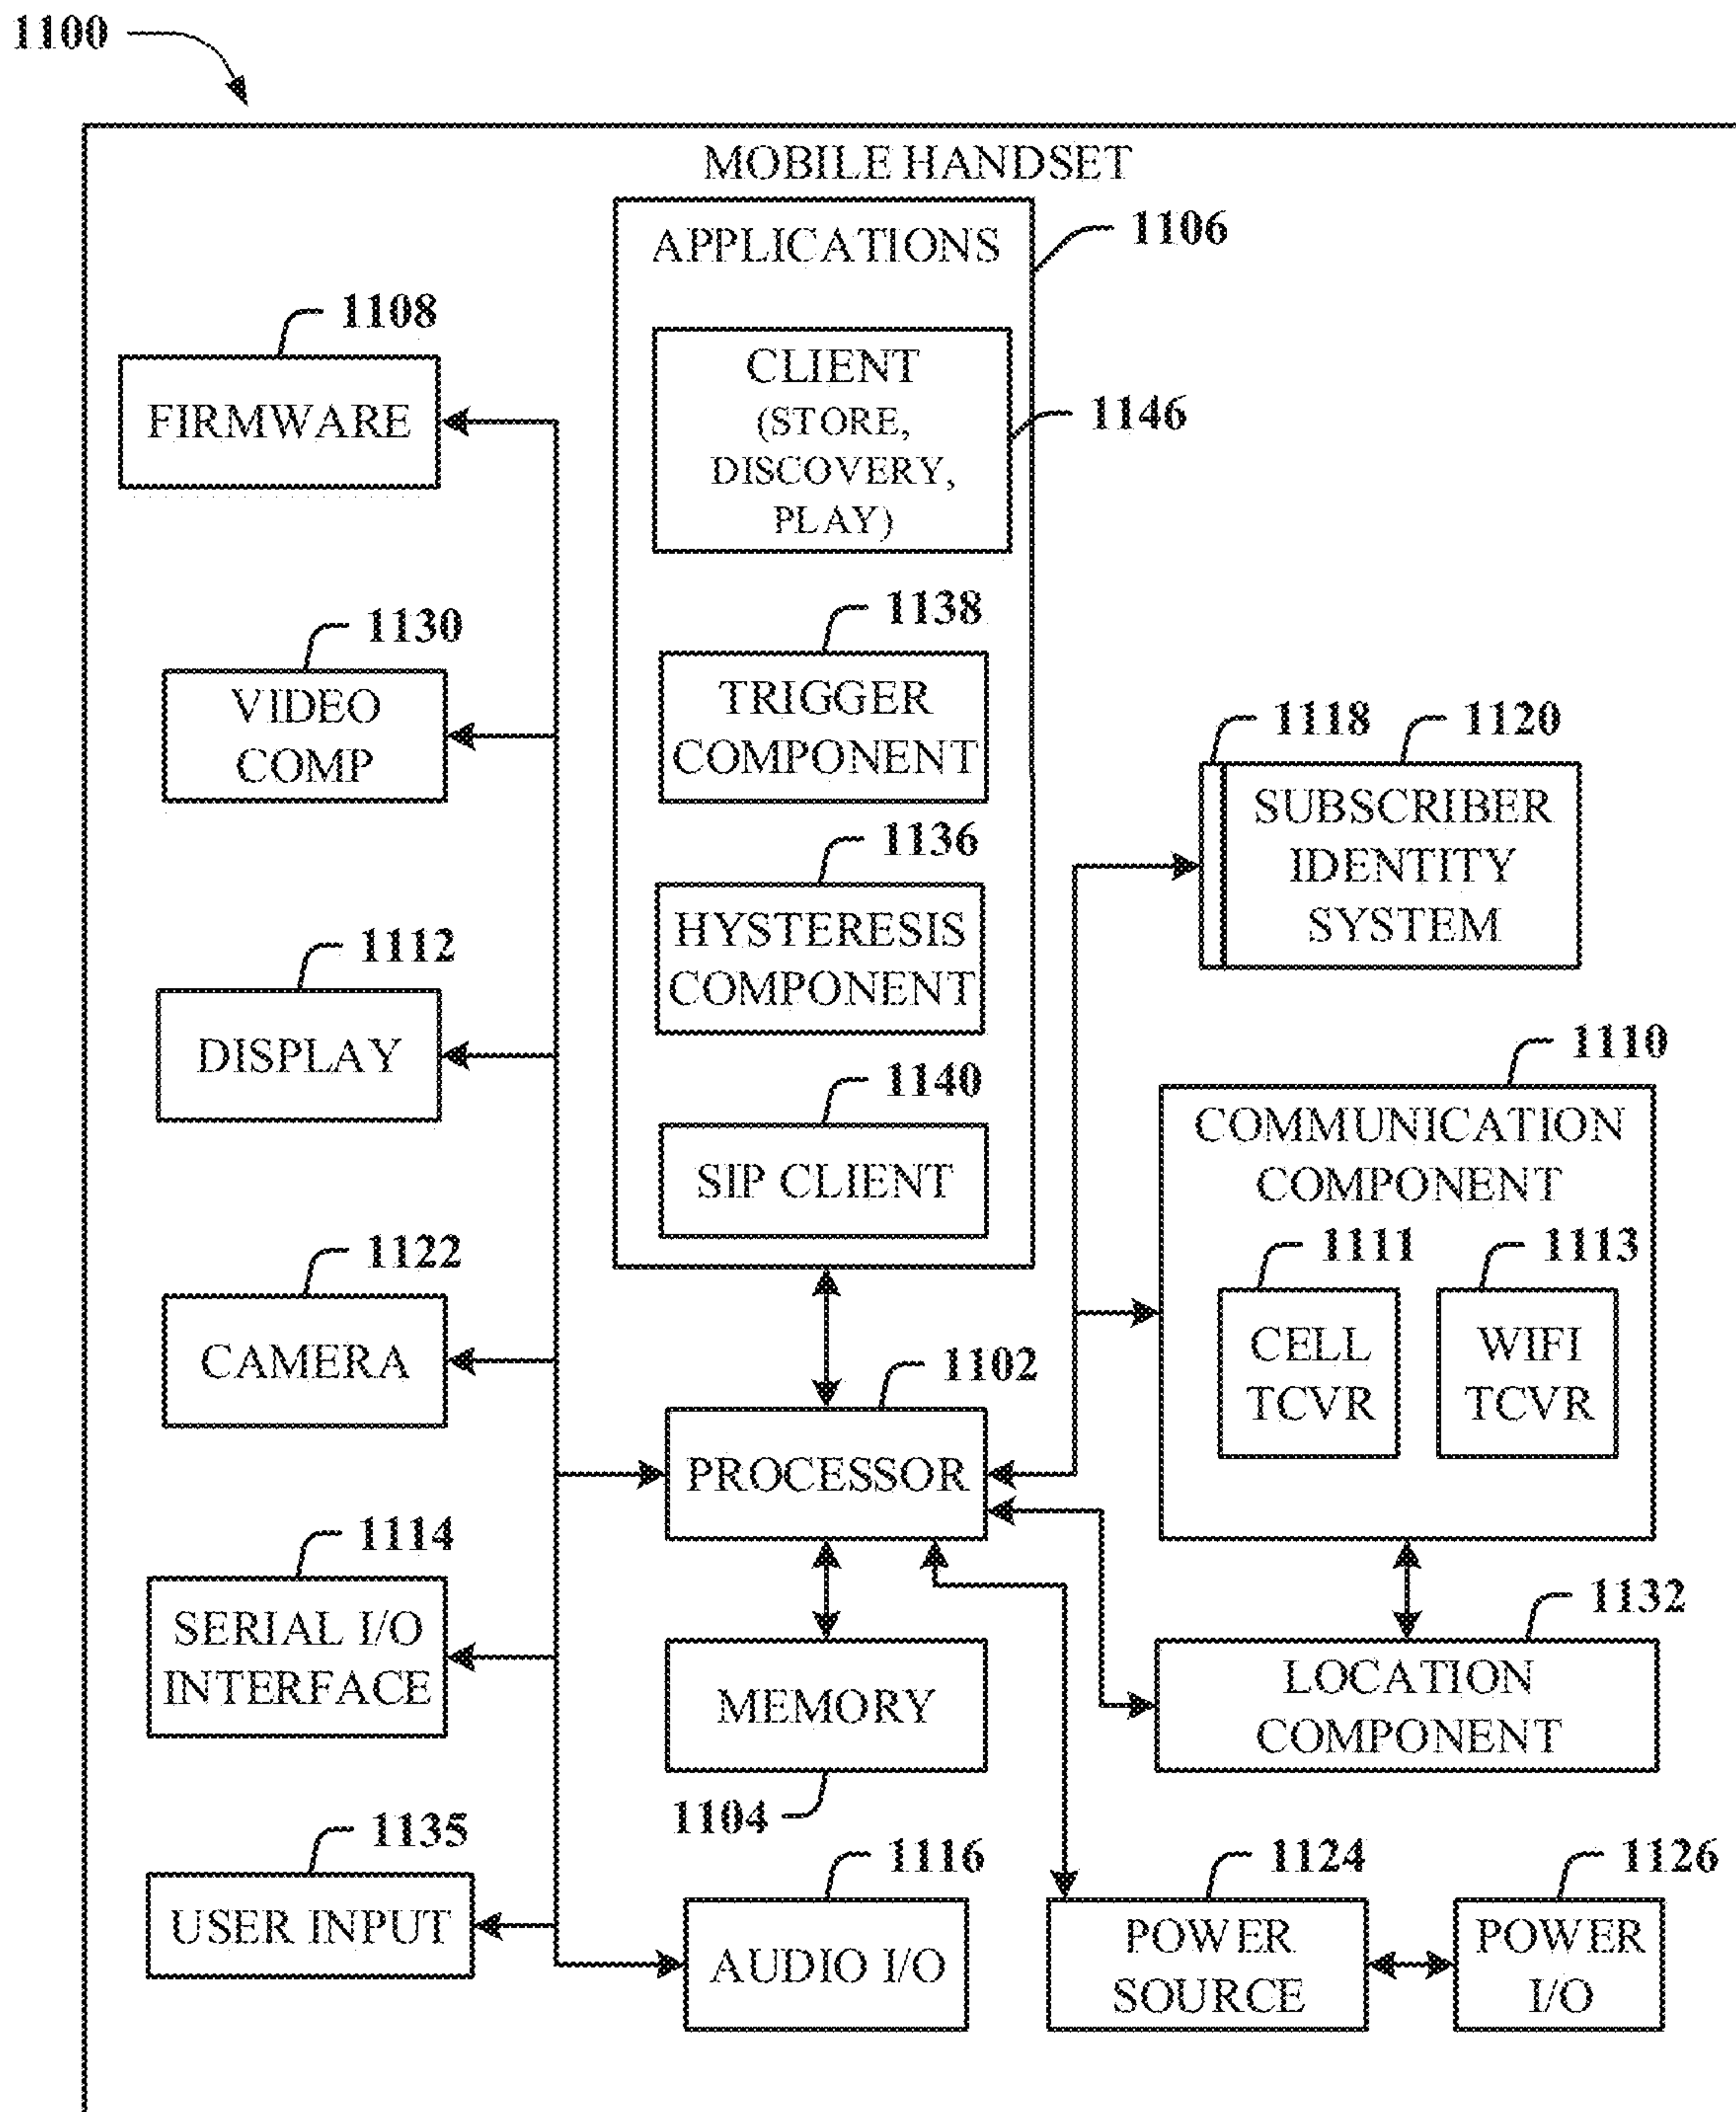 1100
MOBILE HANDSET
APPLICATIONS
1106
CLIENT
(STORE,
DISCOVERY,
PLAY)
1146
1138
TRIGGER
COMPONENT
1136
HYSTERESIS
COMPONENT
1140
SIP CLIENT
1108
FIRMWARE
1130
VIDEO
COMP
1112
DISPLAY
1122
CAMERA
1114
SERIAL I/O
INTERFACE
1135
USER INPUT
1102
PROCESSOR
MEMORY
1104
1116
AUDIO I/O
1118
1120
SUBSCRIBER
IDENTITY
SYSTEM
1110
COMMUNICATION
COMPONENT
1111
CELL
TCVR
1113
WIFI
TCVR
1132
LOCATION
COMPONENT
1124
POWER
SOURCE
1126
POWER
I/O